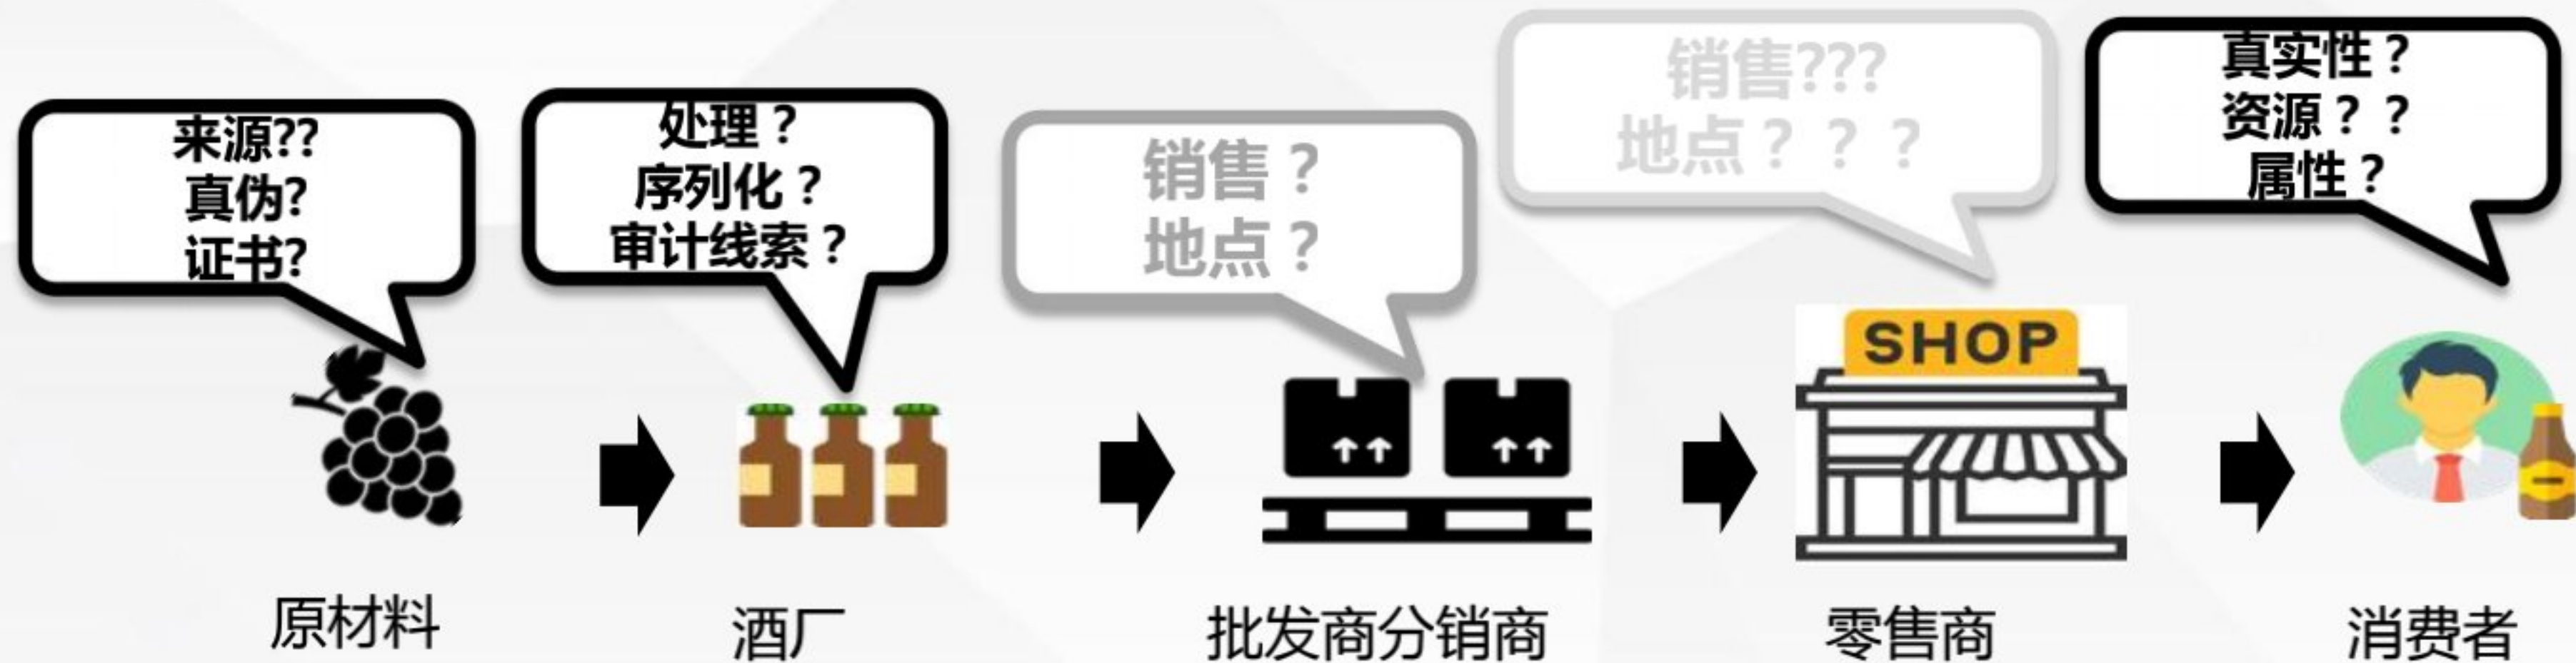 来源??
真伪?
证书?
处理？
序列化？
审计线索？
销售？
地点？
销售???
地点？？？
真实性？
资源？？
属性？
SHOP
原材料
酒厂
批发商分销商
零售商
消费者